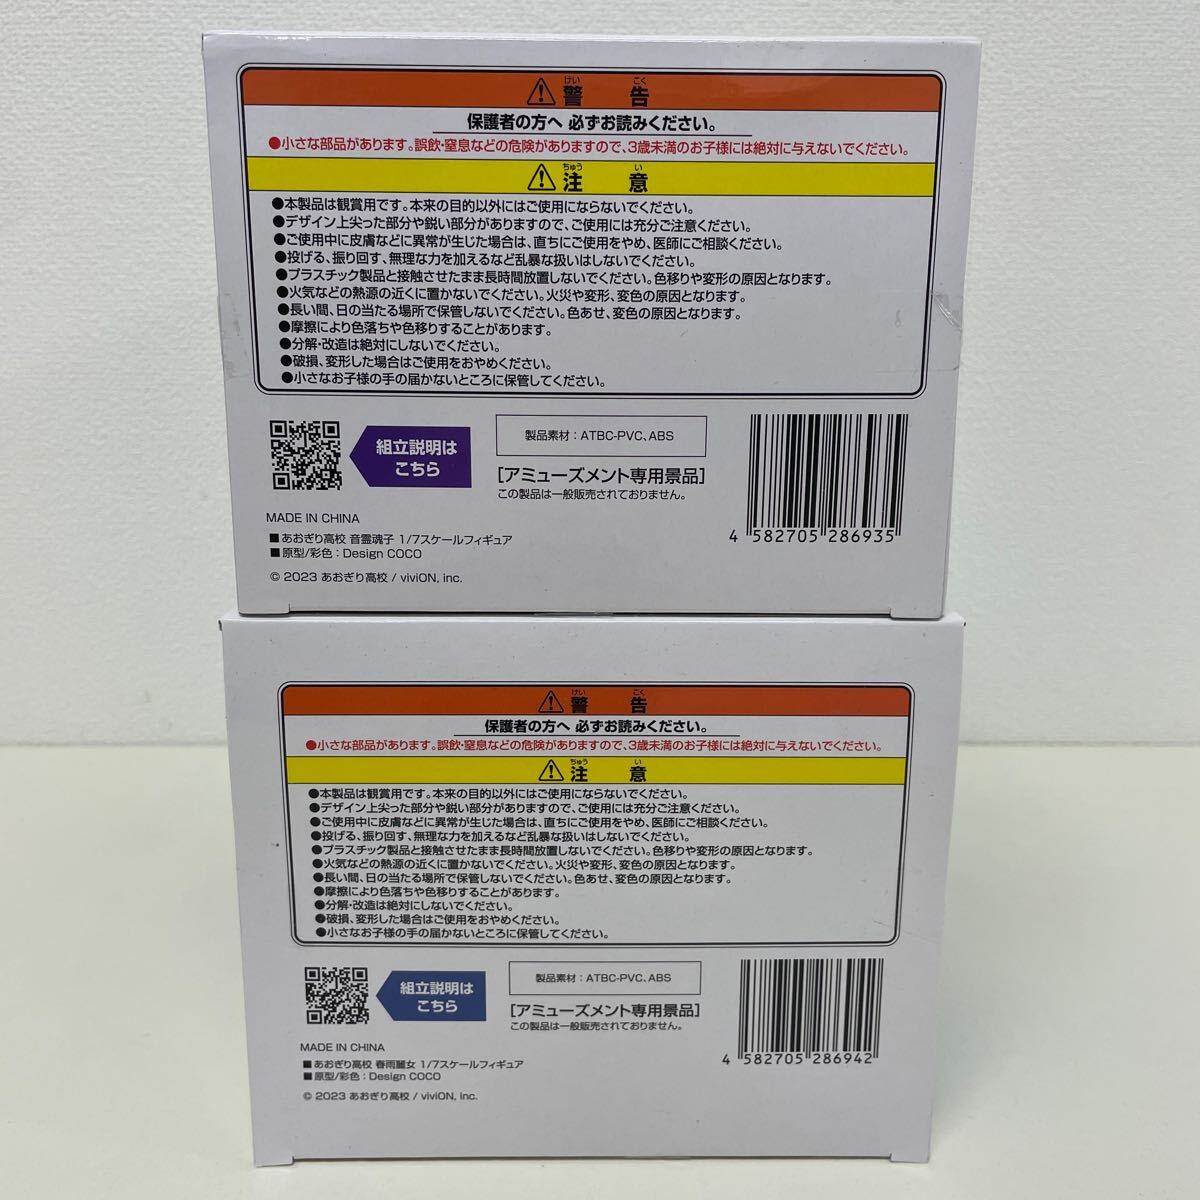 けい こく
警 告
保護者の方へ 必ずお読みください。
●小さな部品があります。誤飲・窒息などの危険がありますので、3歳未満のお子様には絶対に与えないでください。
ちゅう い
注 意
●本製品は観賞用です。本来の目的以外にはご使用にならないでください。
●デザイン上尖った部分や鋭い部分がありますので、ご使用には充分ご注意ください。
●ご使用中に皮膚などに異常が生じた場合は、直ちにご使用をやめ、医師にご相談ください。
●投げる、振り回す、無理な力を加えるなど乱暴な扱いはしないでください。
●プラスチック製品と接触させたまま長時間放置しないでください。色移りや変形の原因となります。
●火気などの熱源の近くに置かないでください。火災や変形、変色の原因となります。
●長い間、日の当たる場所で保管しないでください。色あせ、変色の原因となります。
●摩擦により色落ちや色移りすることがあります。
●分解・改造は絶対にしないでください。
●破損、変形した場合はご使用をおやめください。
●小さなお子様の手の届かないところに保管してください。
組立説明は
こちら
製品素材：ATBC-PVC、ABS
[アミューズメント専用景品]
この製品は一般販売されておりません。
4 582705 286935
MADE IN CHINA
■あおぎり高校 音霊魂子 1/7スケールフィギュア
■原型/彩色：Design COCO
© 2023 あおぎり高校 / viviON, inc.
けい こく
警 告
保護者の方へ 必ずお読みください。
●小さな部品があります。誤飲・窒息などの危険がありますので、3歳未満のお子様には絶対に与えないでください。
ちゅう い
注 意
●本製品は観賞用です。本来の目的以外にはご使用にならないでください。
●デザイン上尖った部分や鋭い部分がありますので、ご使用には充分ご注意ください。
●ご使用中に皮膚などに異常が生じた場合は、直ちにご使用をやめ、医師にご相談ください。
●投げる、振り回す、無理な力を加えるなど乱暴な扱いはしないでください。
●プラスチック製品と接触させたまま長時間放置しないでください。色移りや変形の原因となります。
●火気などの熱源の近くに置かないでください。火災や変形、変色の原因となります。
●長い間、日の当たる場所で保管しないでください。色あせ、変色の原因となります。
●摩擦により色落ちや色移りすることがあります。
●分解・改造は絶対にしないでください。
●破損、変形した場合はご使用をおやめください。
●小さなお子様の手の届かないところに保管してください。
組立説明は
こちら
製品素材：ATBC-PVC、ABS
[アミューズメント専用景品]
この製品は一般販売されておりません。
4 582705 286942
MADE IN CHINA
■あおぎり高校 春雨麗女 1/7スケールフィギュア
■原型/彩色：Design COCO
© 2023 あおぎり高校 / viviON, inc.